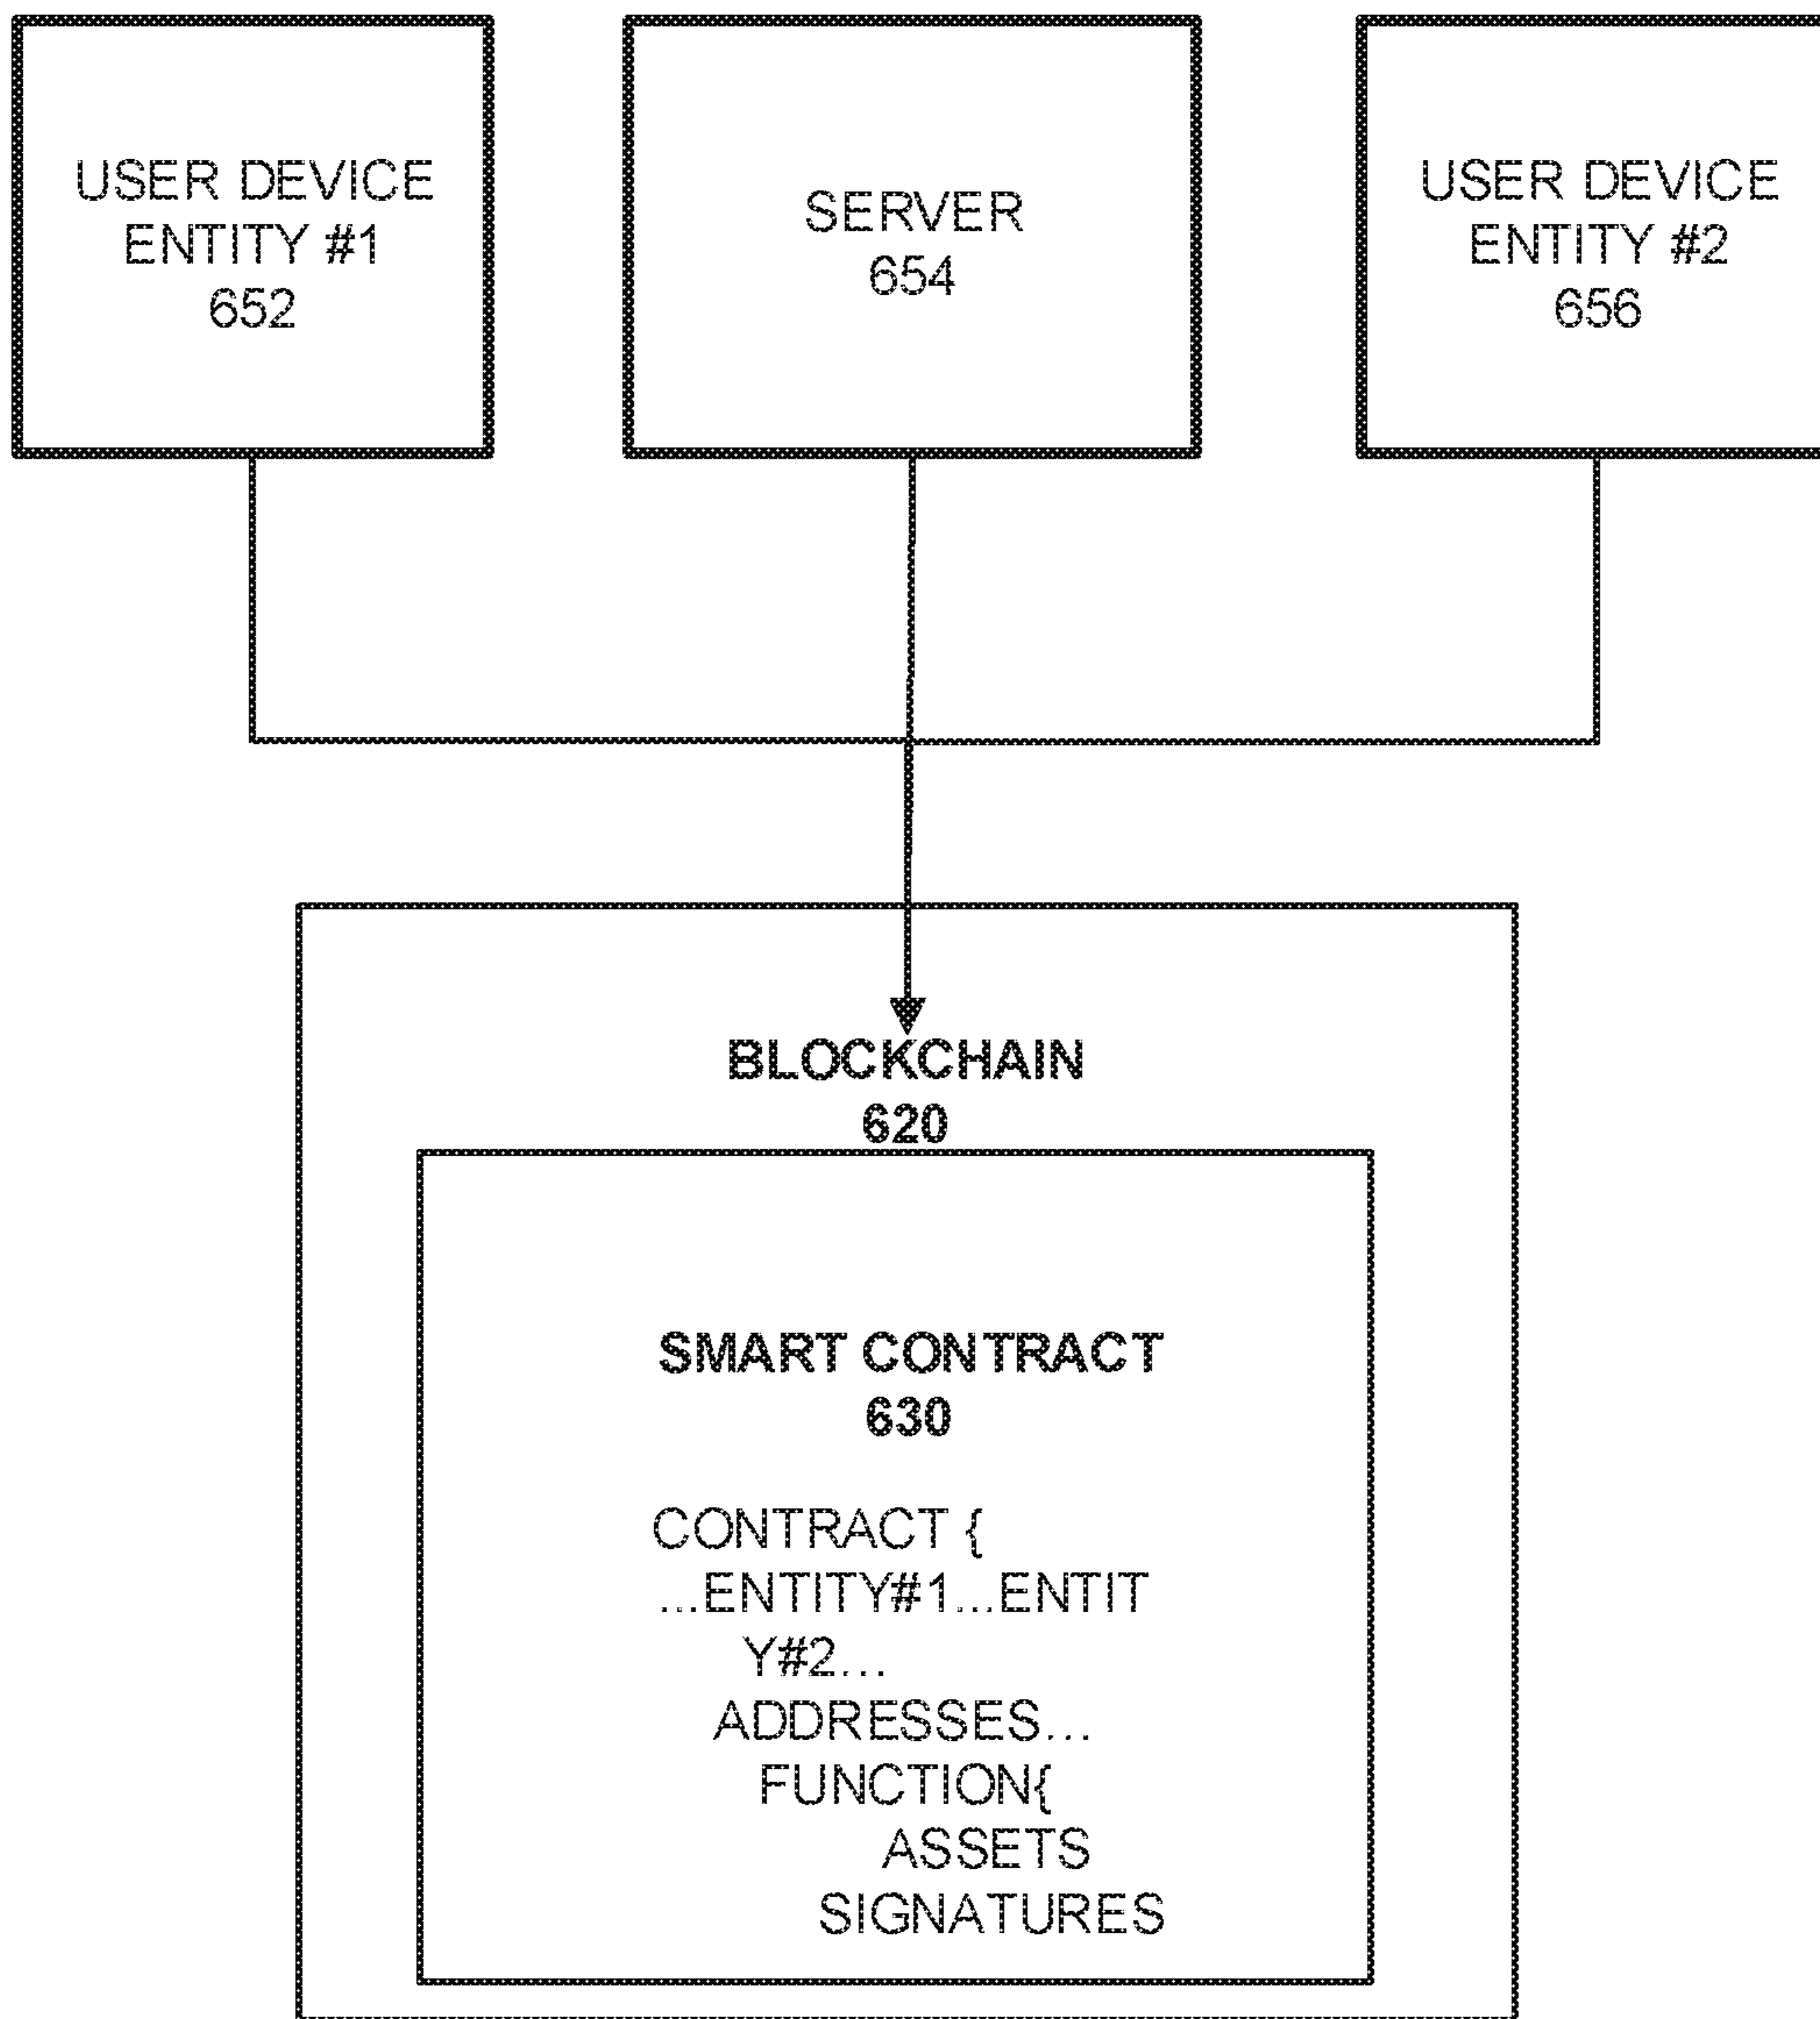 USER DEVICE
ENTITY #1
652
SERVER
654
USER DEVICE
ENTITY #2
656
BLOCKCHAIN
620
SMART CONTRACT
630
CONTRACT {
...ENTITY#1...ENTIT
Y#2...
ADDRESSES...
FUNCTION{
ASSETS
SIGNATURES